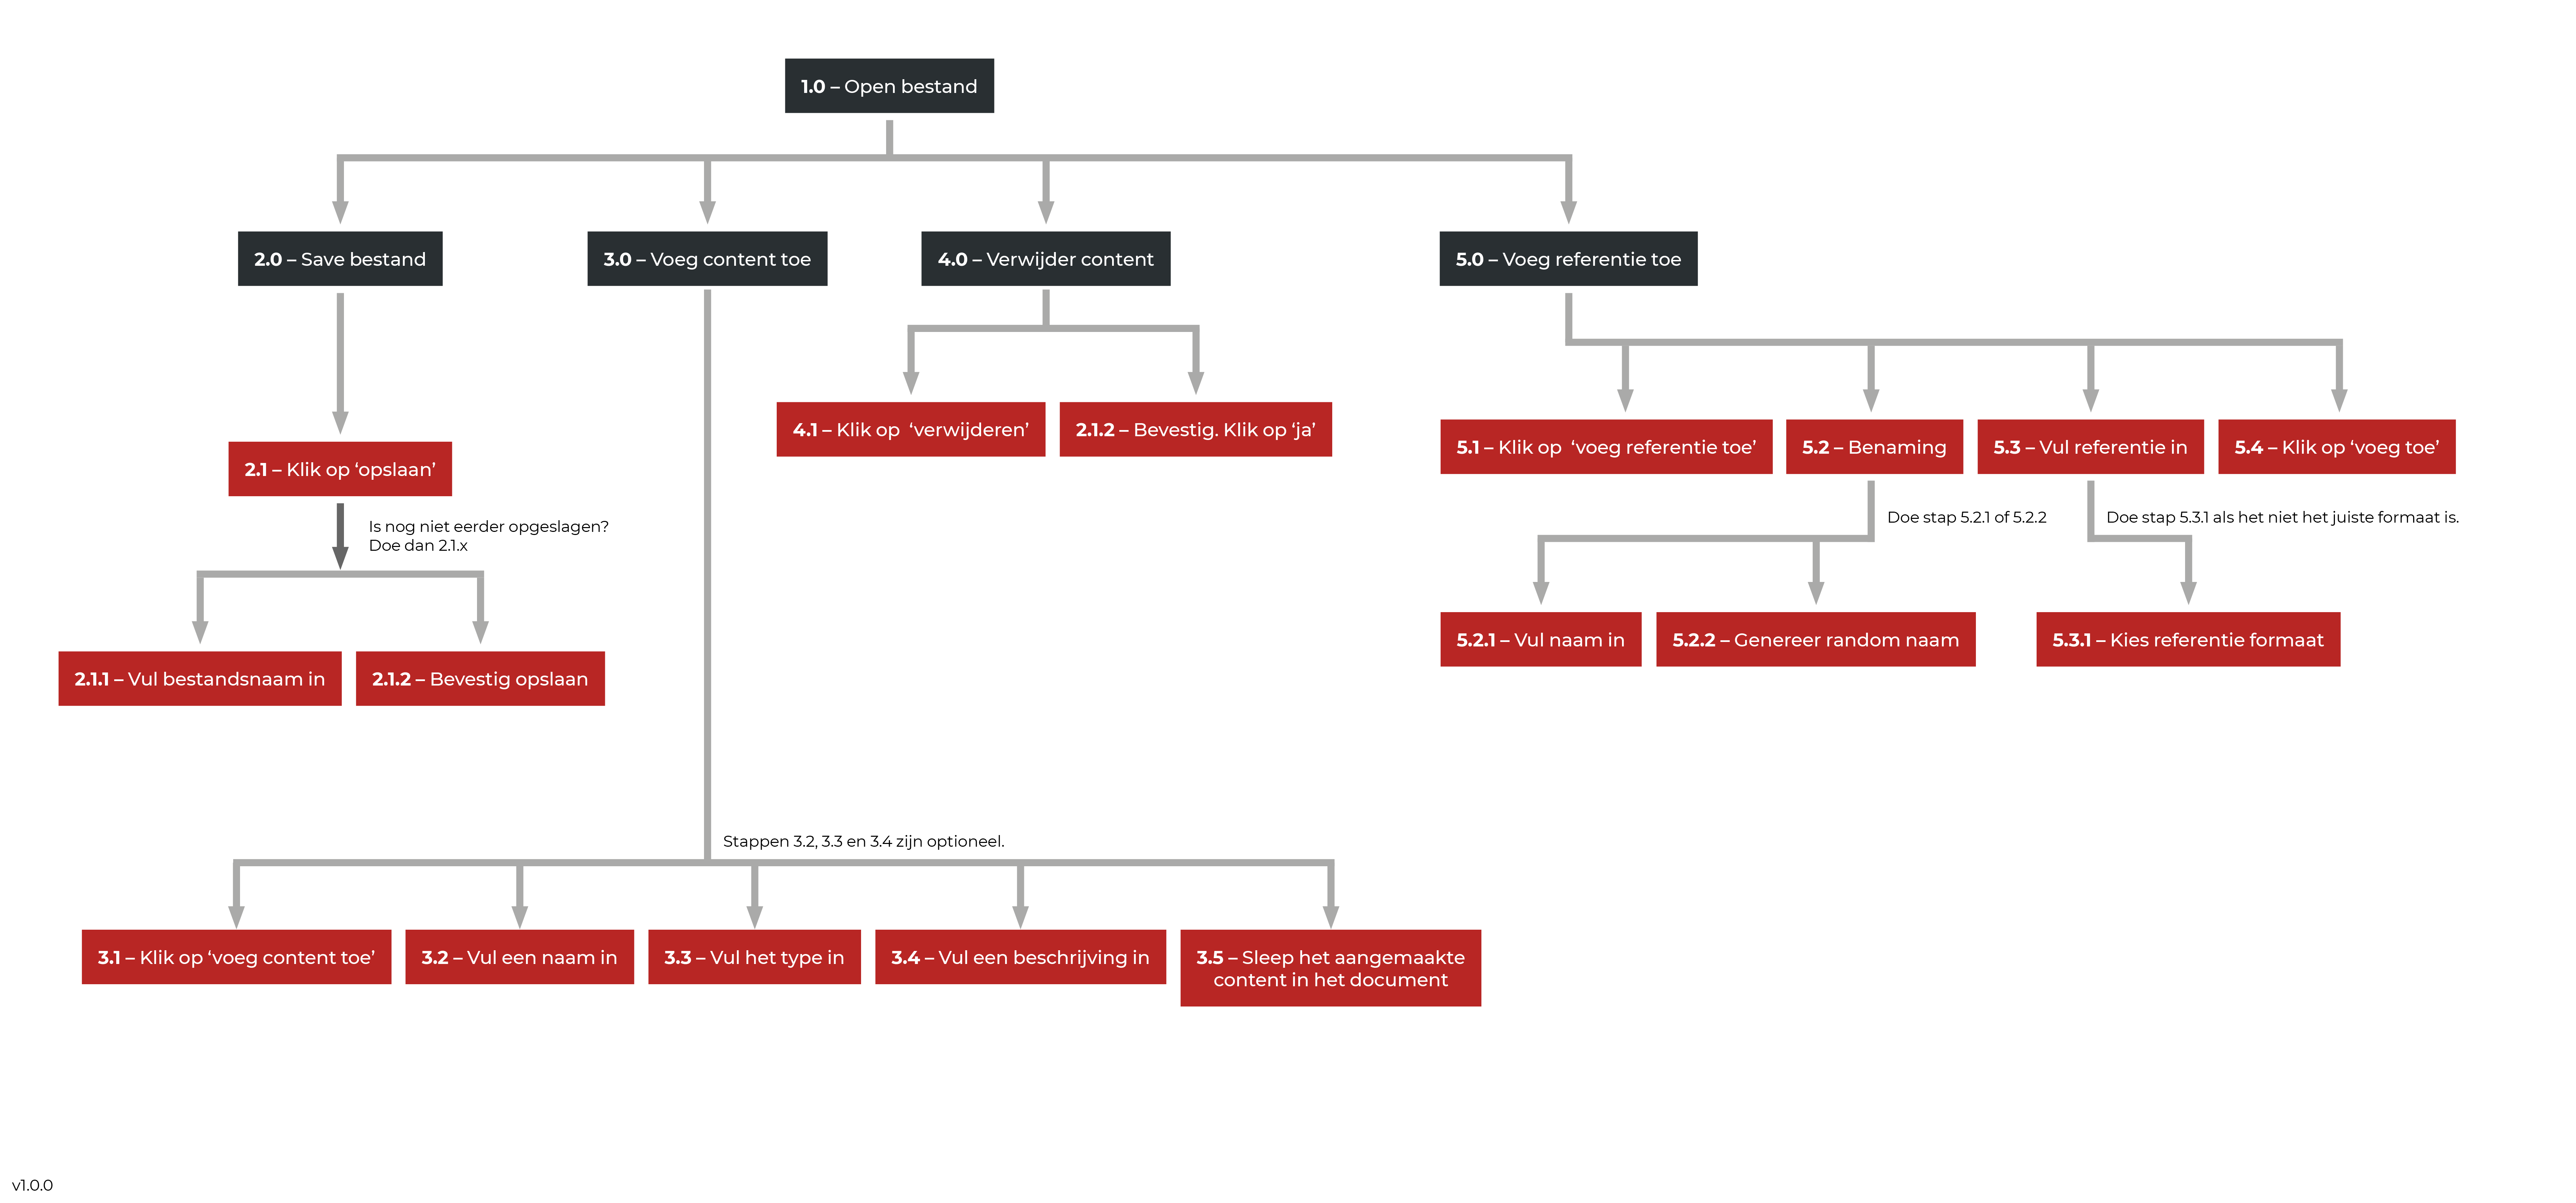 1.0 – Open bestand
2.0 – Save bestand
3.0 – Voeg content toe
4.0 – Verwijder content
5.0 – Voeg referentie toe
4.1 – Klik op ‘verwijderen’
2.1.2 – Bevestig. Klik op ‘ja’
5.1 – Klik op ‘voeg referentie toe’
5.2 – Benaming
5.3 – Vul referentie in
5.4 – Klik op ‘voeg toe’
2.1 – Klik op ‘opslaan’
Is nog niet eerder opgeslagen?
Doe dan 2.1.x
Doe stap 5.2.1 of 5.2.2
Doe stap 5.3.1 als het niet het juiste formaat is.
5.2.1 – Vul naam in
5.2.2 – Genereer random naam
5.3.1 – Kies referentie formaat
2.1.1 – Vul bestandsnaam in
2.1.2 – Bevestig opslaan
Stappen 3.2, 3.3 en 3.4 zijn optioneel.
3.1 – Klik op ‘voeg content toe’
3.2 – Vul een naam in
3.3 – Vul het type in
3.4 – Vul een beschrijving in
3.5 – Sleep het aangemaakte
content in het document
v1.0.0